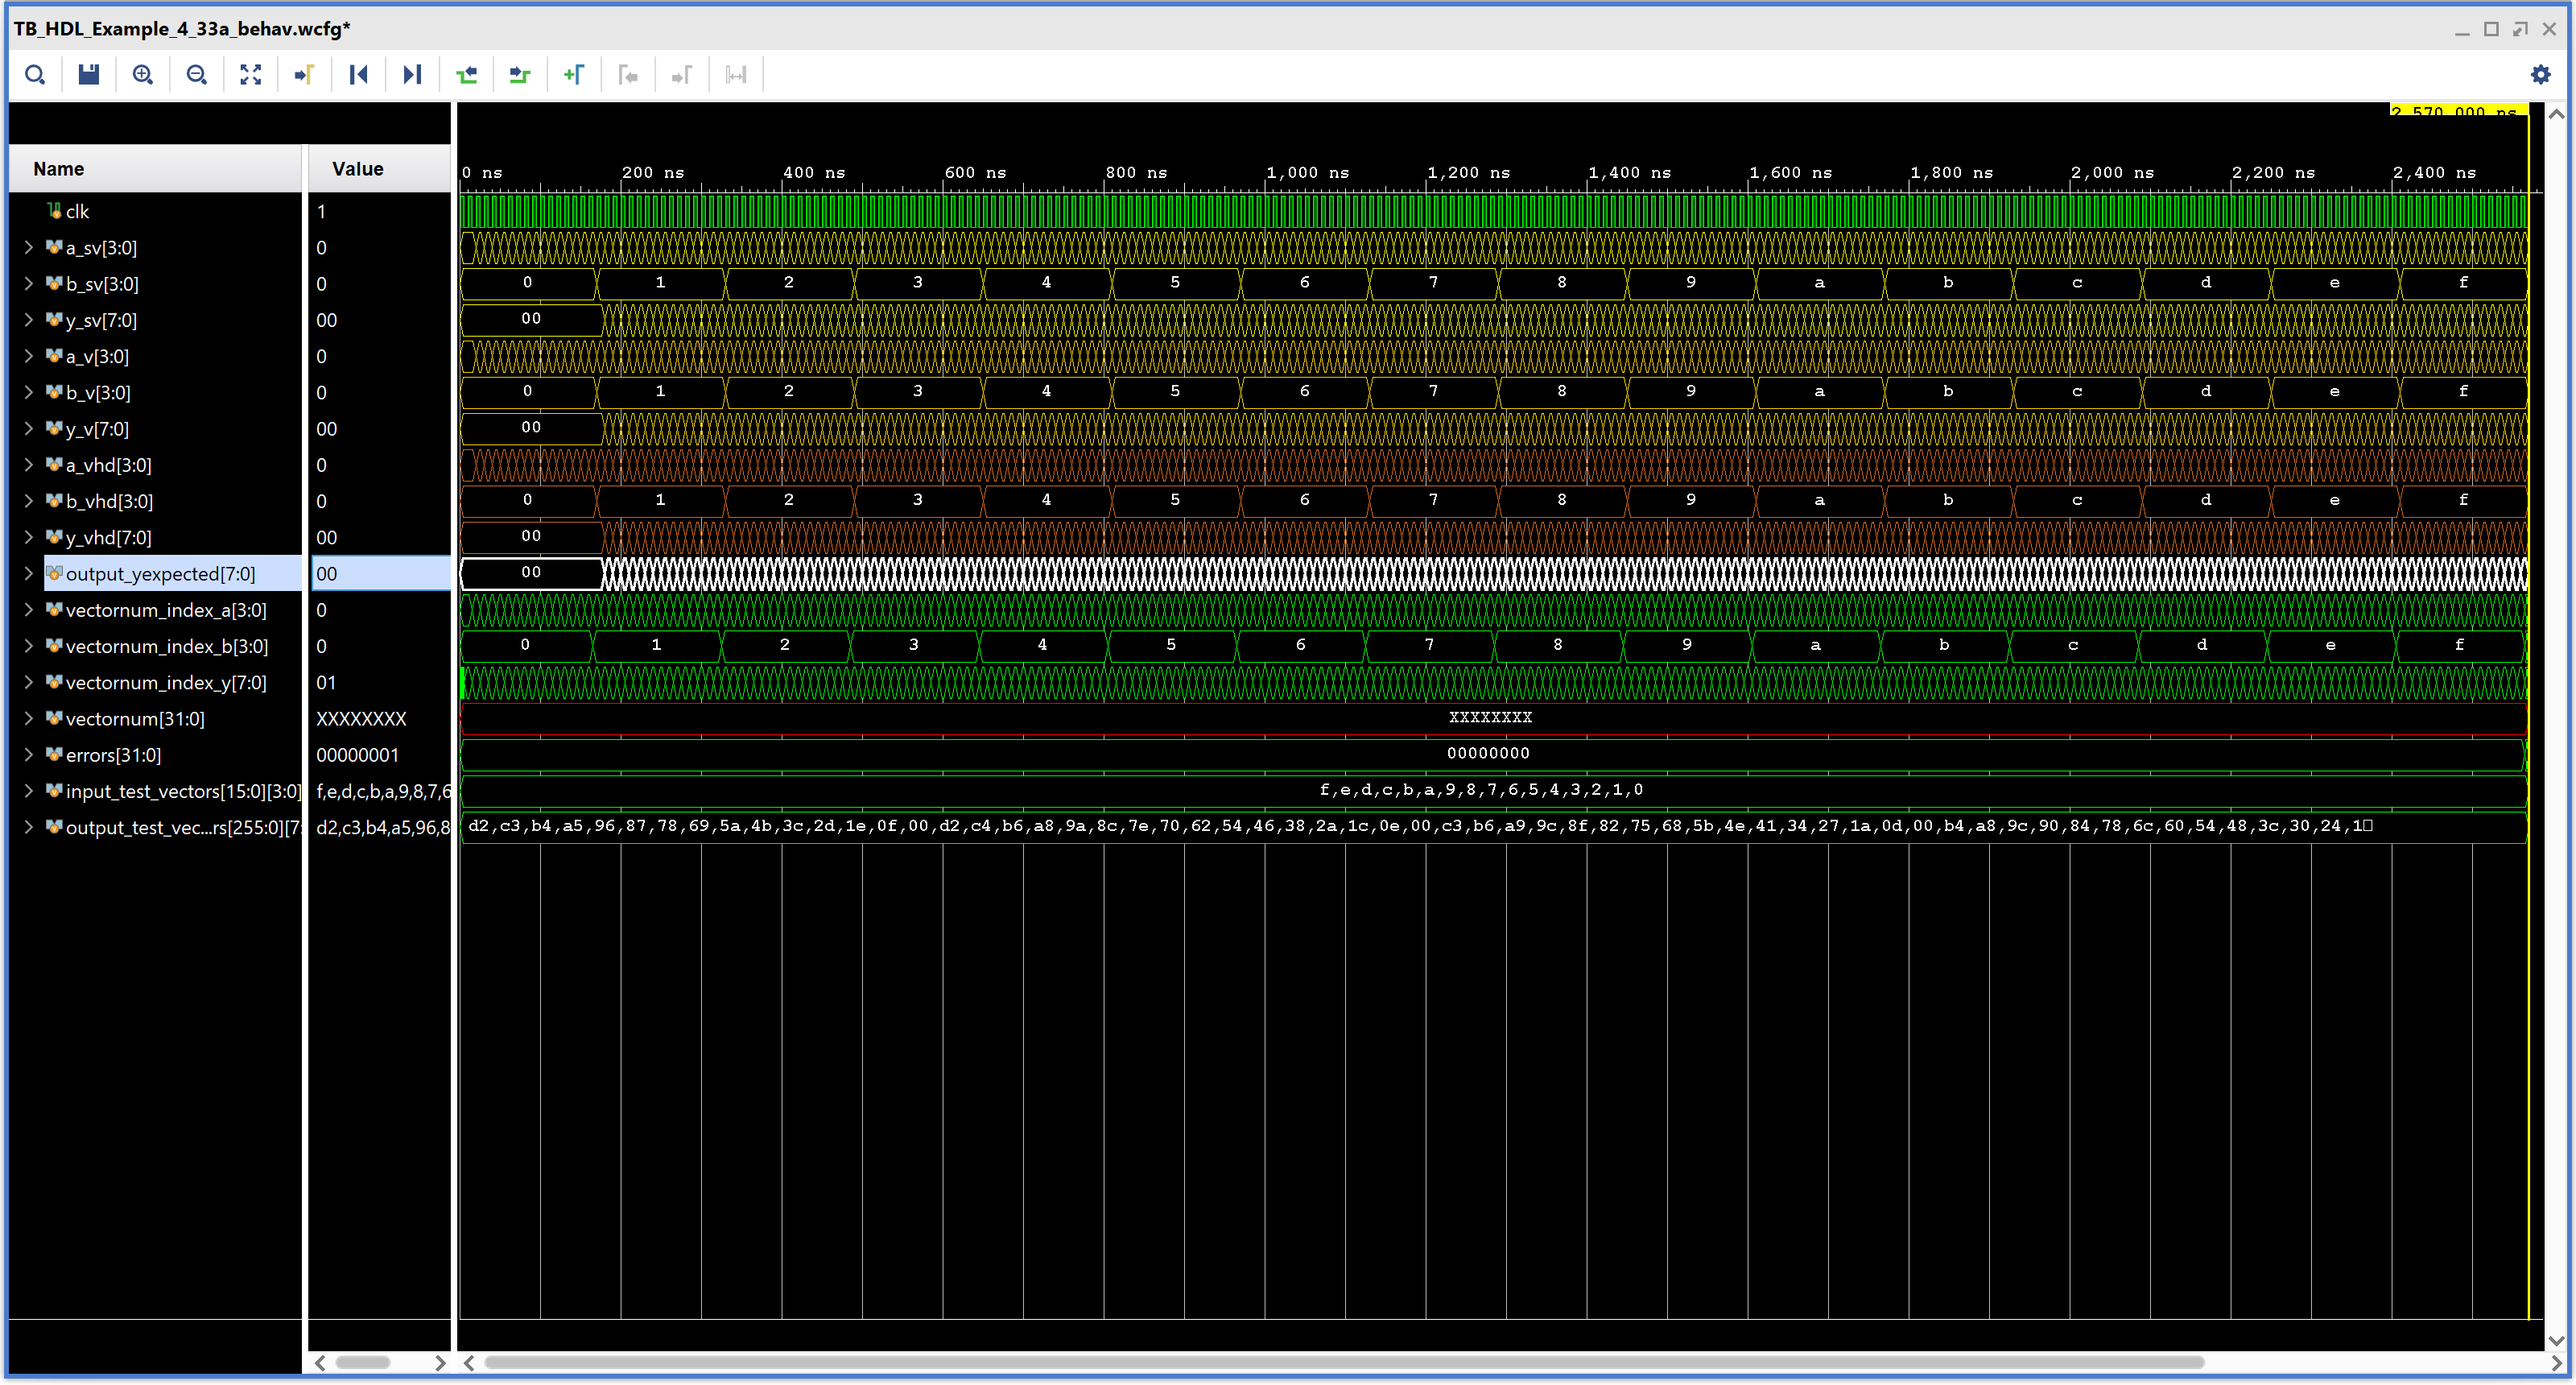 TB_HDL_Example_4_33a_behav.wcfg*
2,570.000 ns
Name Value 0 ns 200 ns 400 ns 600 ns 800 ns 1,000 ns 1,200 ns 1,400 ns 1,600 ns 1,800 ns 2,000 ns 2,200 ns 2,400 ns
clk 1
a_sv[3:0] 0
b_sv[3:0] 0 0 1 2 3 4 5 6 7 8 9 a b c d e f
y_sv[7:0] 00 00
a_v[3:0] 0
b_v[3:0] 0 0 1 2 3 4 5 6 7 8 9 a b c d e f
y_v[7:0] 00 00
a_vhd[3:0] 0
b_vhd[3:0] 0 0 1 2 3 4 5 6 7 8 9 a b c d e f
y_vhd[7:0] 00 00
output_yexpected[7:0] 00 00
vectornum_index_a[3:0] 0
vectornum_index_b[3:0] 0 0 1 2 3 4 5 6 7 8 9 a b c d e f
vectornum_index_y[7:0] 01
vectornum[31:0] XXXXXXXX XXXXXXXX
errors[31:0] 00000001 00000000
input_test_vectors[15:0][3:0] f,e,d,c,b,a,9,8,7,6 f,e,d,c,b,a,9,8,7,6,5,4,3,2,1,0
output_test_vec...rs[255:0][7: d2,c3,b4,a5,96,8 d2,c3,b4,a5,96,87,78,69,5a,4b,3c,2d,1e,0f,00,d2,c4,b6,a8,9a,8c,7e,70,62,54,46,38,2a,1c,0e,00,c3,b6,a9,9c,8f,82,75,68,5b,4e,41,34,27,1a,0d,00,b4,a8,9c,90,84,78,6c,60,54,48,3c,30,24,1□